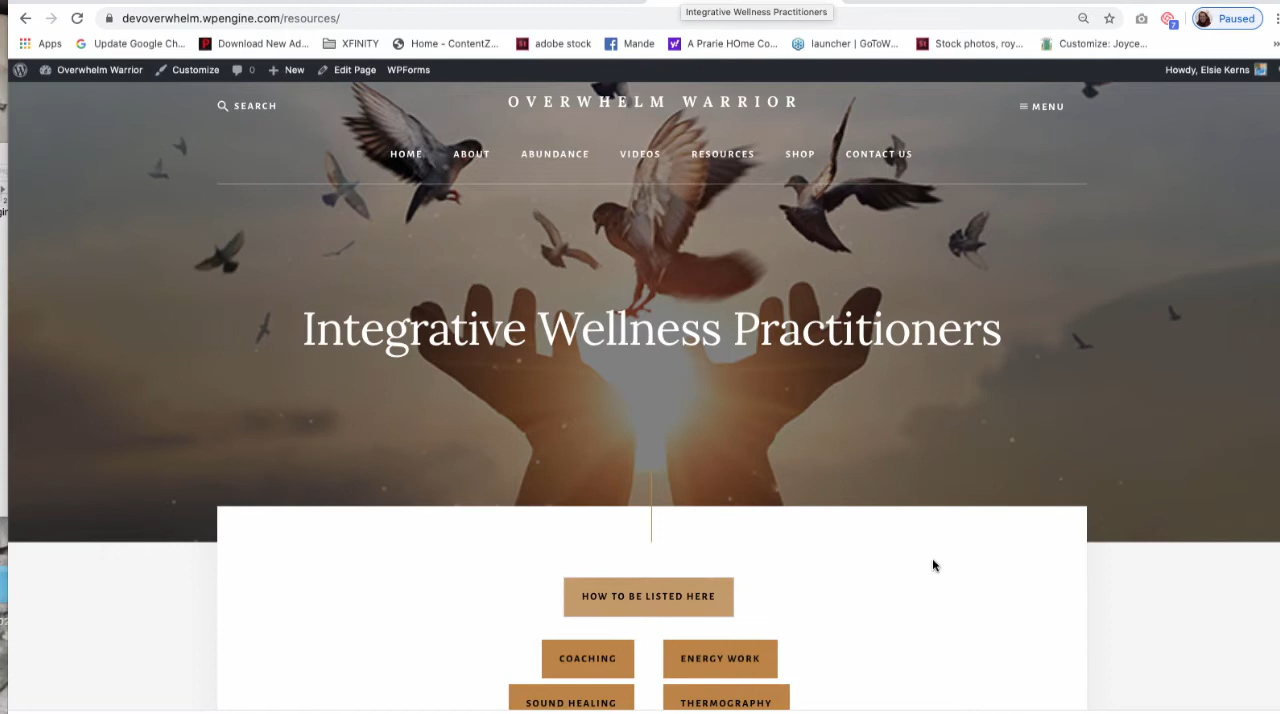 Integrative Wellness Practitioners
devoverwhelm.wpengine.com/resources/
7
Paused
Apps
Update Google Ch...
Download New Ad...
XFINITY
Home - ContentZ...
adobe stock
Mande
A Prarie HOme Co...
launcher | GoToW...
Stock photos, roy...
Customize: Joyce...
Overwhelm Warrior
Customize
0
New
Edit Page
WPForms
Howdy, Elsie Kerns
SEARCH
OVERWHELM WARRIOR
MENU
HOME
ABOUT
ABUNDANCE
VIDEOS
RESOURCES
SHOP
CONTACT US
Integrative Wellness Practitioners
HOW TO BE LISTED HERE
COACHING
ENERGY WORK
SOUND HEALING
THERMOGRAPHY